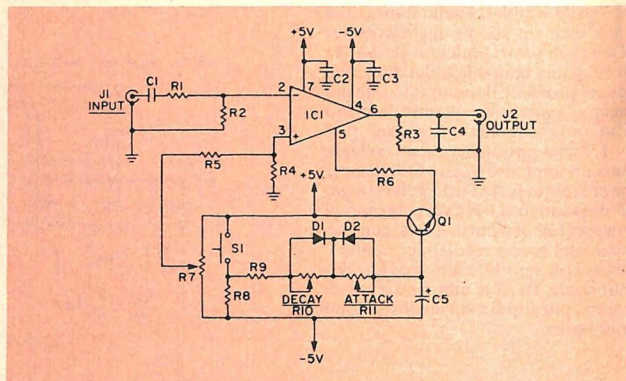 +5V
-5V
J1
INPUT
C1
R1
R2
2
3
7
C2
4
C3
IC1
6
5
R3
C4
J2
OUTPUT
R5
R4
R6
+5V
Q1
R7
S1
D1
D2
R9
R8
DECAY
R10
ATTACK
R11
+
C5
-5V